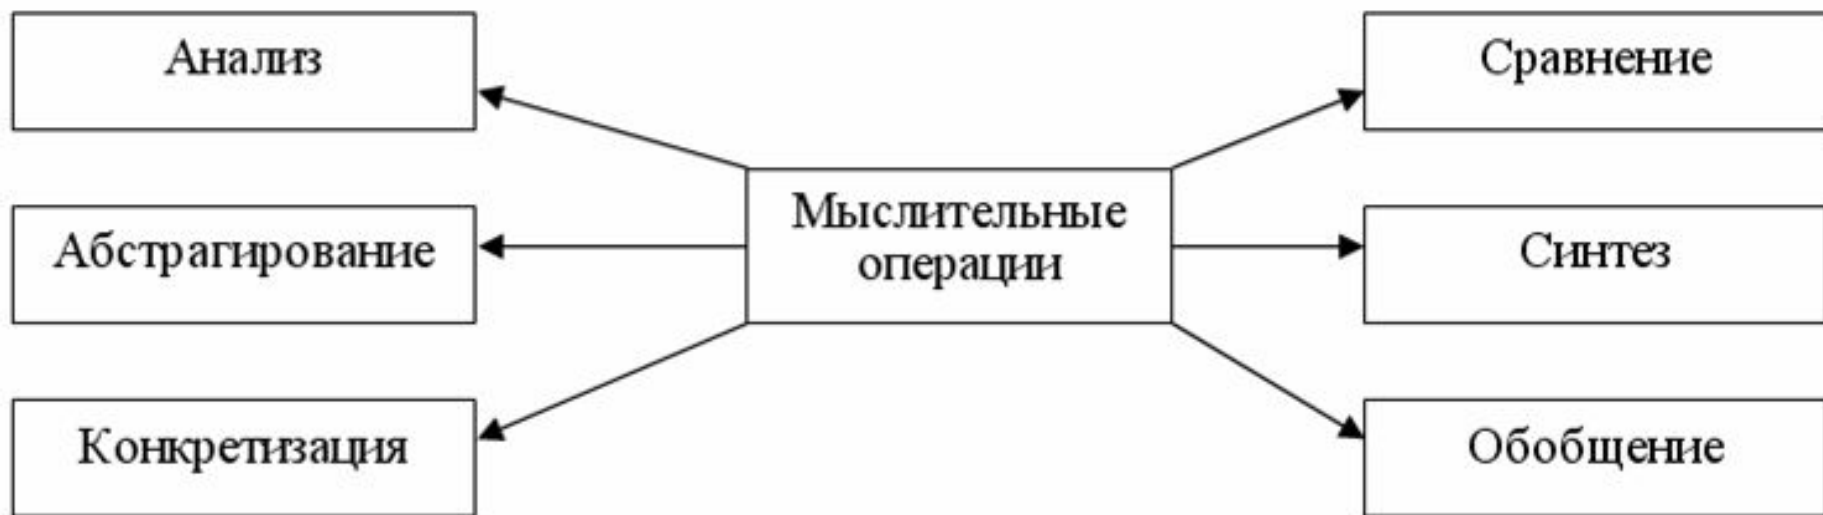 Анализ
Сравнение
Мыслительные
операции
Абстрагирование
Синтез
Конкретизация
Обобщение